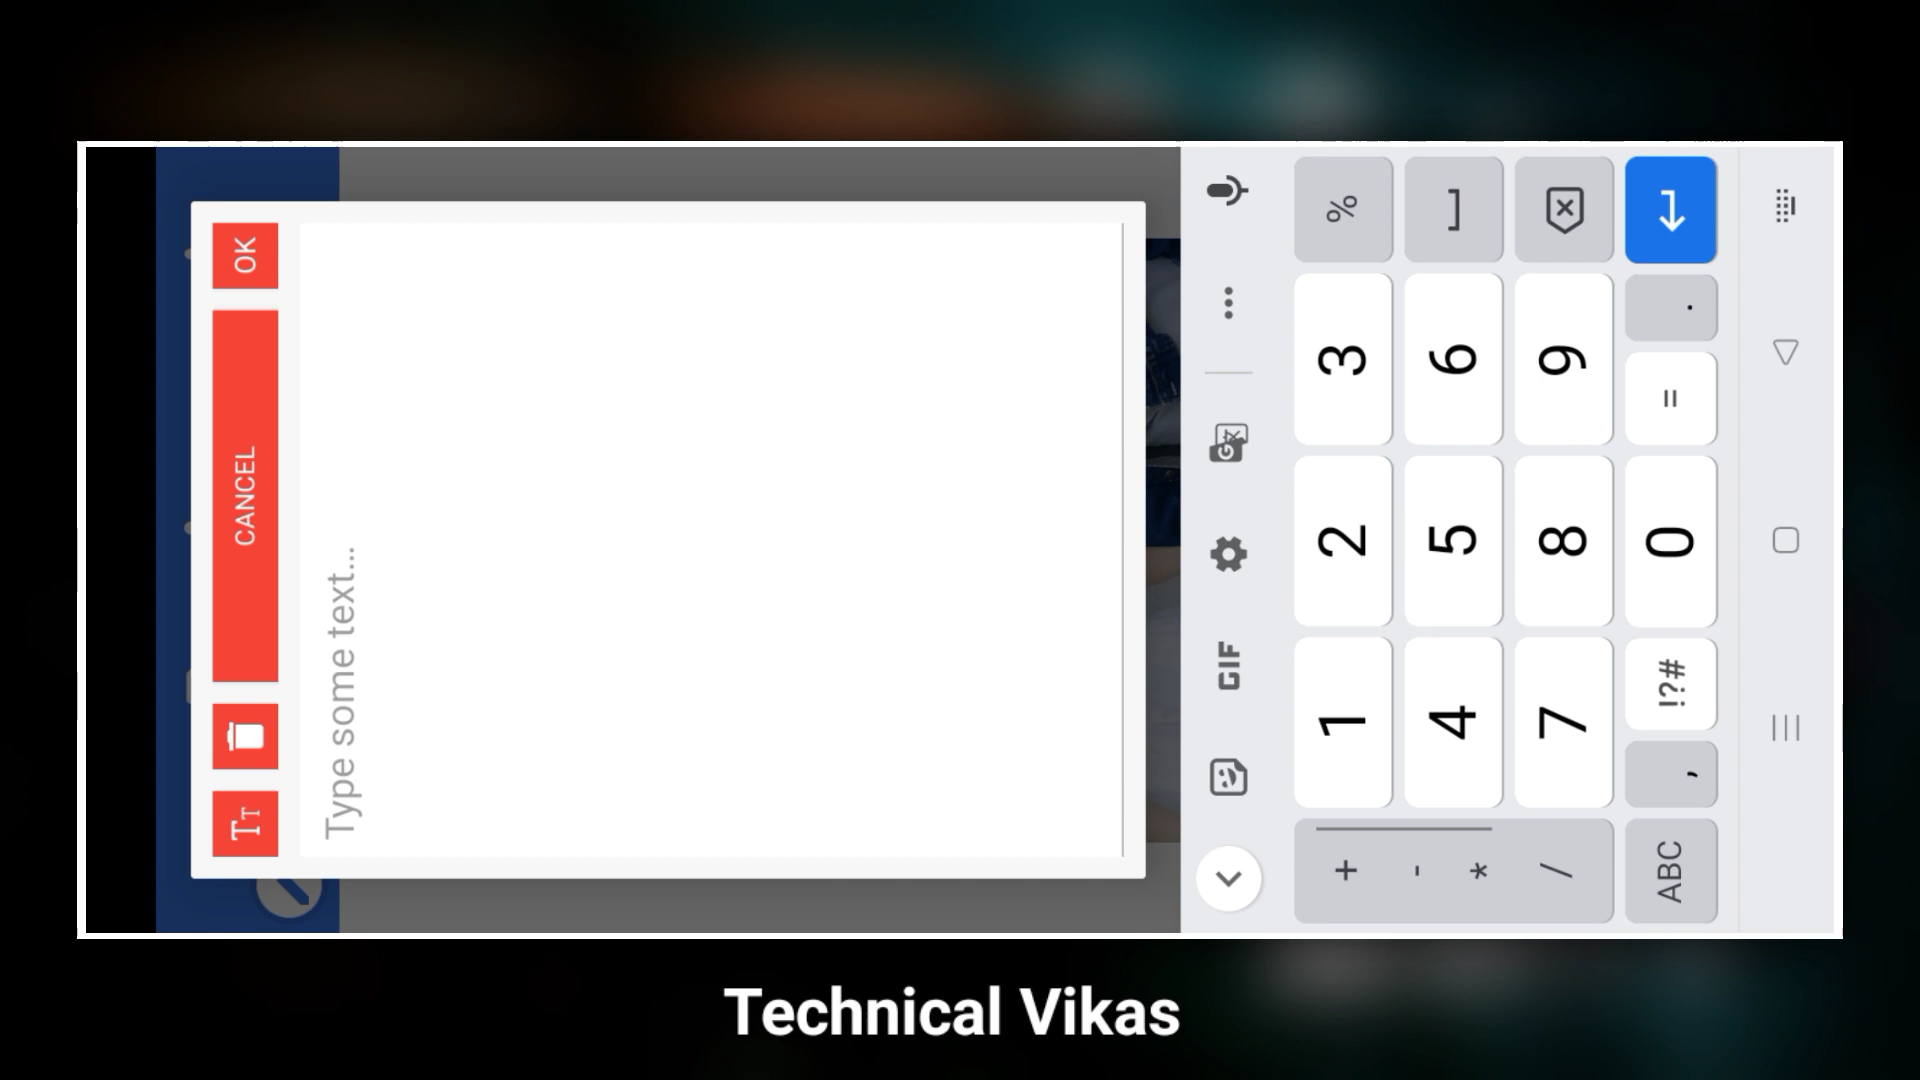 Type some text...
TT
CANCEL
OK
GIF
+ 1 2 3 %
- * 4 5 6 ]
/ 7 8 9
ABC , !?# 0 = .
Technical Vikas